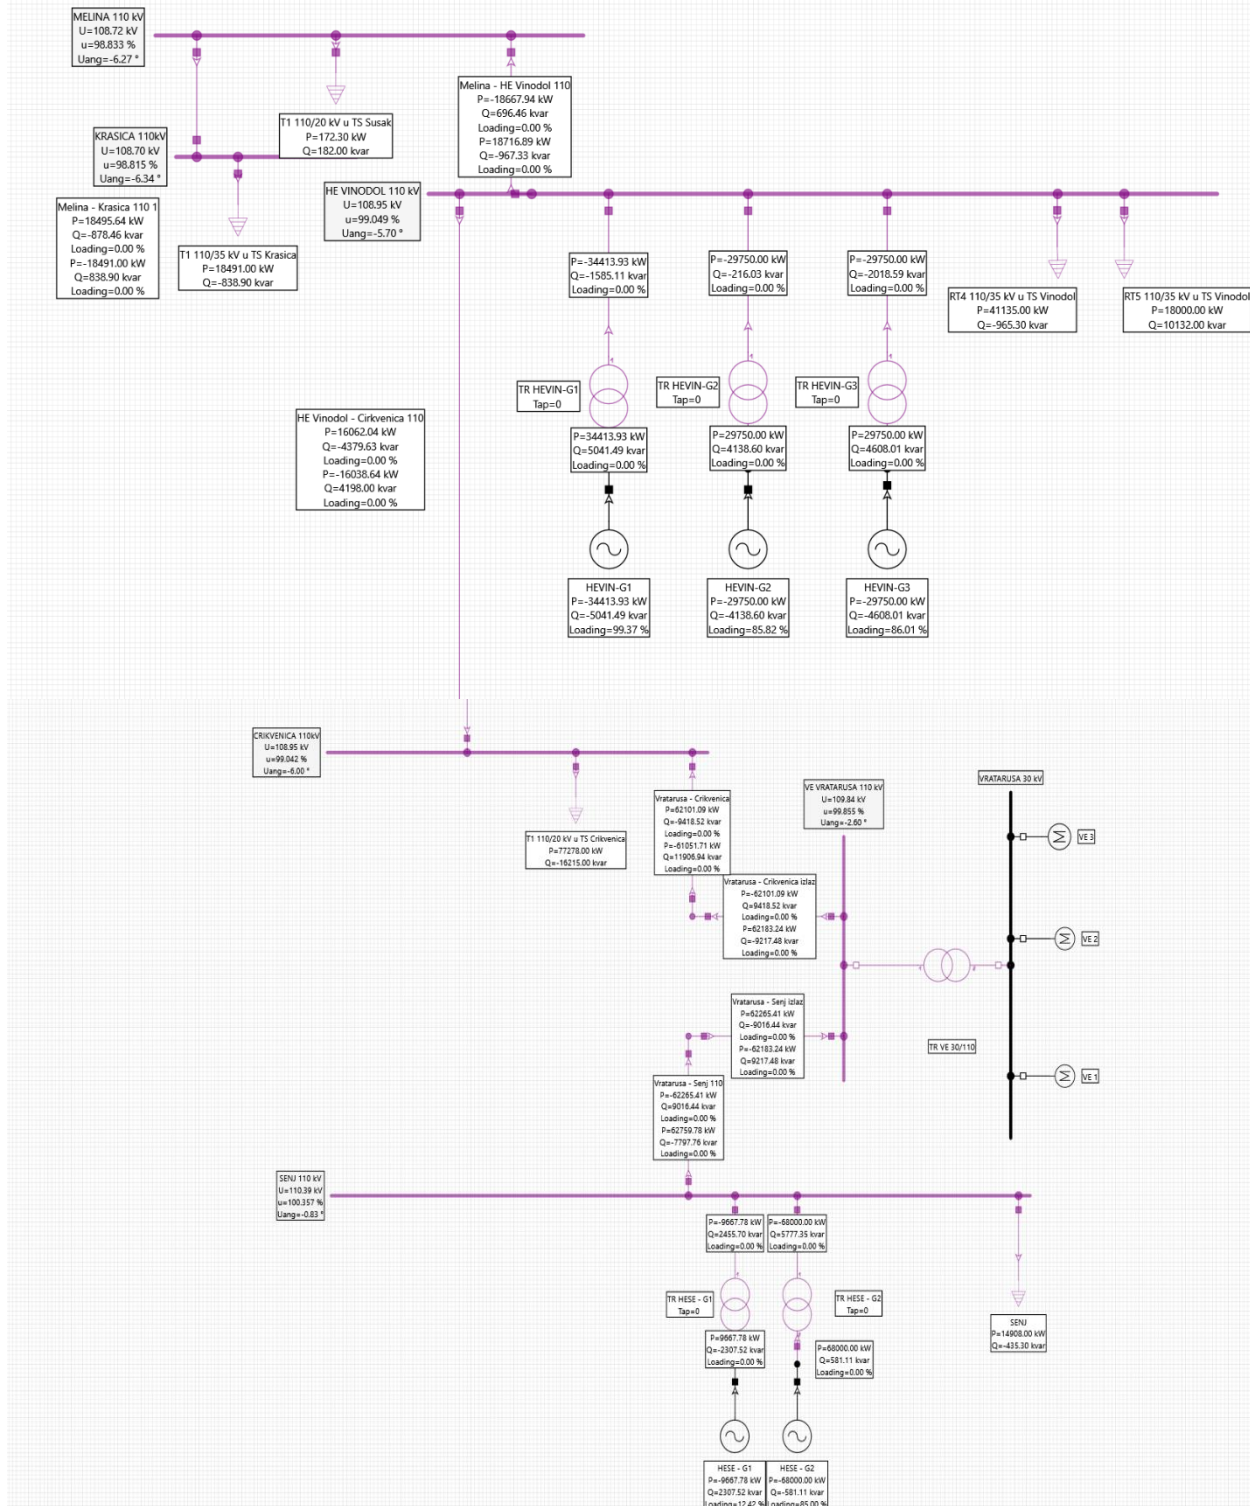 MELINA 110 kV
U=108.72 kV
u=98.833 %
Uang=-6.27 °
Melina - HE Vinodol 110
P=-18667.94 kW
Q=696.46 kvar
Loading=0.00 %
P=18716.89 kW
Q=-967.33 kvar
Loading=0.00 %
T1 110/20 kV u TS Susak
P=172.30 kW
Q=182.00 kvar
KRASICA 110kV
U=108.70 kV
u=98.815 %
Uang=-6.34 °
HE VINODOL 110 kV
U=108.95 kV
u=99.049 %
Uang=-5.70 °
Melina - Krasica 110 1
P=18495.64 kW
Q=-878.46 kvar
Loading=0.00 %
P=-18491.00 kW
Q=838.90 kvar
Loading=0.00 %
T1 110/35 kV u TS Krasica
P=18491.00 kW
Q=-838.90 kvar
P=-34413.93 kW
Q=-1585.11 kvar
Loading=0.00 %
P=-29750.00 kW
Q=-216.03 kvar
Loading=0.00 %
P=-29750.00 kW
Q=-2018.59 kvar
Loading=0.00 %
RT4 110/35 kV u TS Vinodol
P=41135.00 kW
Q=-965.30 kvar
RT5 110/35 kV u TS Vinodol
P=18000.00 kW
Q=10132.00 kvar
TR HEVIN-G1
Tap=0
TR HEVIN-G2
Tap=0
TR HEVIN-G3
Tap=0
HE Vinodol - Cirkvenica 110
P=16062.04 kW
Q=-4379.63 kvar
Loading=0.00 %
P=-16038.64 kW
Q=4198.00 kvar
Loading=0.00 %
P=34413.93 kW
Q=5041.49 kvar
Loading=0.00 %
P=29750.00 kW
Q=4138.60 kvar
Loading=0.00 %
P=29750.00 kW
Q=4608.01 kvar
Loading=0.00 %
HEVIN-G1
P=-34413.93 kW
Q=-5041.49 kvar
Loading=99.37 %
HEVIN-G2
P=-29750.00 kW
Q=-4138.60 kvar
Loading=85.82 %
HEVIN-G3
P=-29750.00 kW
Q=-4608.01 kvar
Loading=86.01 %
CRIKVENICA 110kV
U=108.95 kV
u=99.042 %
Uang=-6.00 °
VE VRATARUSA 110 kV
U=109.84 kV
u=99.855 %
Uang=-2.60 °
VRATARUSA 30 kV
Vratarusa - Crikvenica
P=62101.09 kW
Q=-9418.52 kvar
Loading=0.00 %
P=-61051.71 kW
Q=11906.94 kvar
Loading=0.00 %
T1 110/20 kV u TS Crikvenica
P=77278.00 kW
Q=-16215.00 kvar
VE 3
Vratarusa - Crikvenica izlaz
P=-62101.09 kW
Q=9418.52 kvar
Loading=0.00 %
P=62183.24 kW
Q=-9217.48 kvar
Loading=0.00 %
VE 2
Vratarusa - Senj izlaz
P=62265.41 kW
Q=-9016.44 kvar
Loading=0.00 %
P=-62183.24 kW
Q=9217.48 kvar
Loading=0.00 %
TR VE 30/110
VE 1
Vratarusa - Senj 110
P=-62265.41 kW
Q=9016.44 kvar
Loading=0.00 %
P=62759.78 kW
Q=-7797.76 kvar
Loading=0.00 %
SENJ 110 kV
U=110.39 kV
u=100.357 %
Uang=-0.83 °
P=-9667.78 kW
Q=2455.70 kvar
Loading=0.00 %
P=-68000.00 kW
Q=5777.35 kvar
Loading=0.00 %
TR HESE - G1
Tap=0
TR HESE - G2
Tap=0
SENJ
P=14908.00 kW
Q=-435.30 kvar
P=9667.78 kW
Q=-2307.52 kvar
Loading=0.00 %
P=68000.00 kW
Q=581.11 kvar
Loading=0.00 %
HESE - G1
P=-9667.78 kW
Q=2307.52 kvar
Loading=12.42 %
HESE - G2
P=-68000.00 kW
Q=-581.11 kvar
Loading=85.00 %